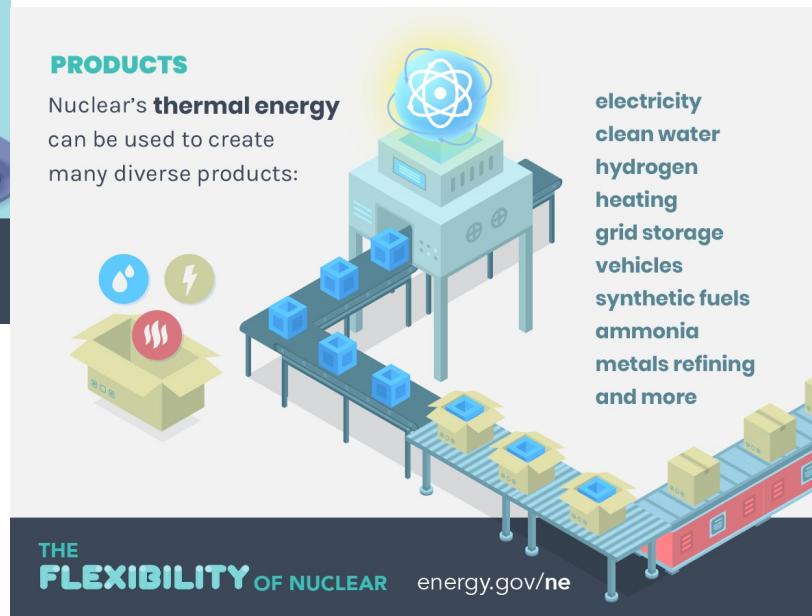 PRODUCTS
Nuclear’s thermal energy
can be used to create
many diverse products:
electricity
clean water
hydrogen
heating
grid storage
vehicles
synthetic fuels
ammonia
metals refining
and more
THE
FLEXIBILITY OF NUCLEAR
energy.gov/ne